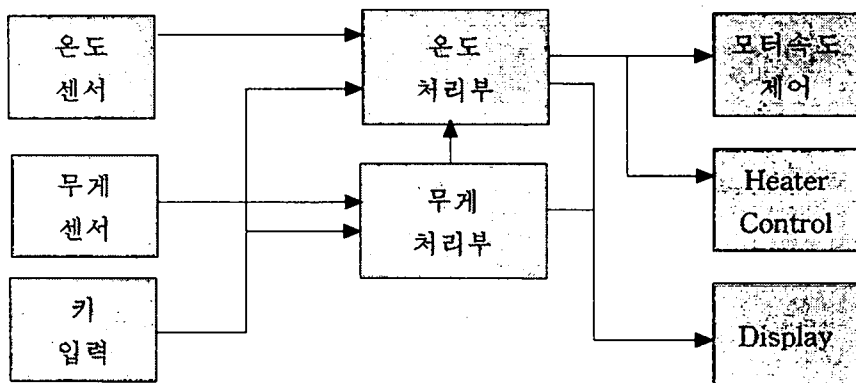 온도
센서
온도
처리부
모터속도
제어
무게
센서
무게
처리부
Heater
Control
키
입력
Display